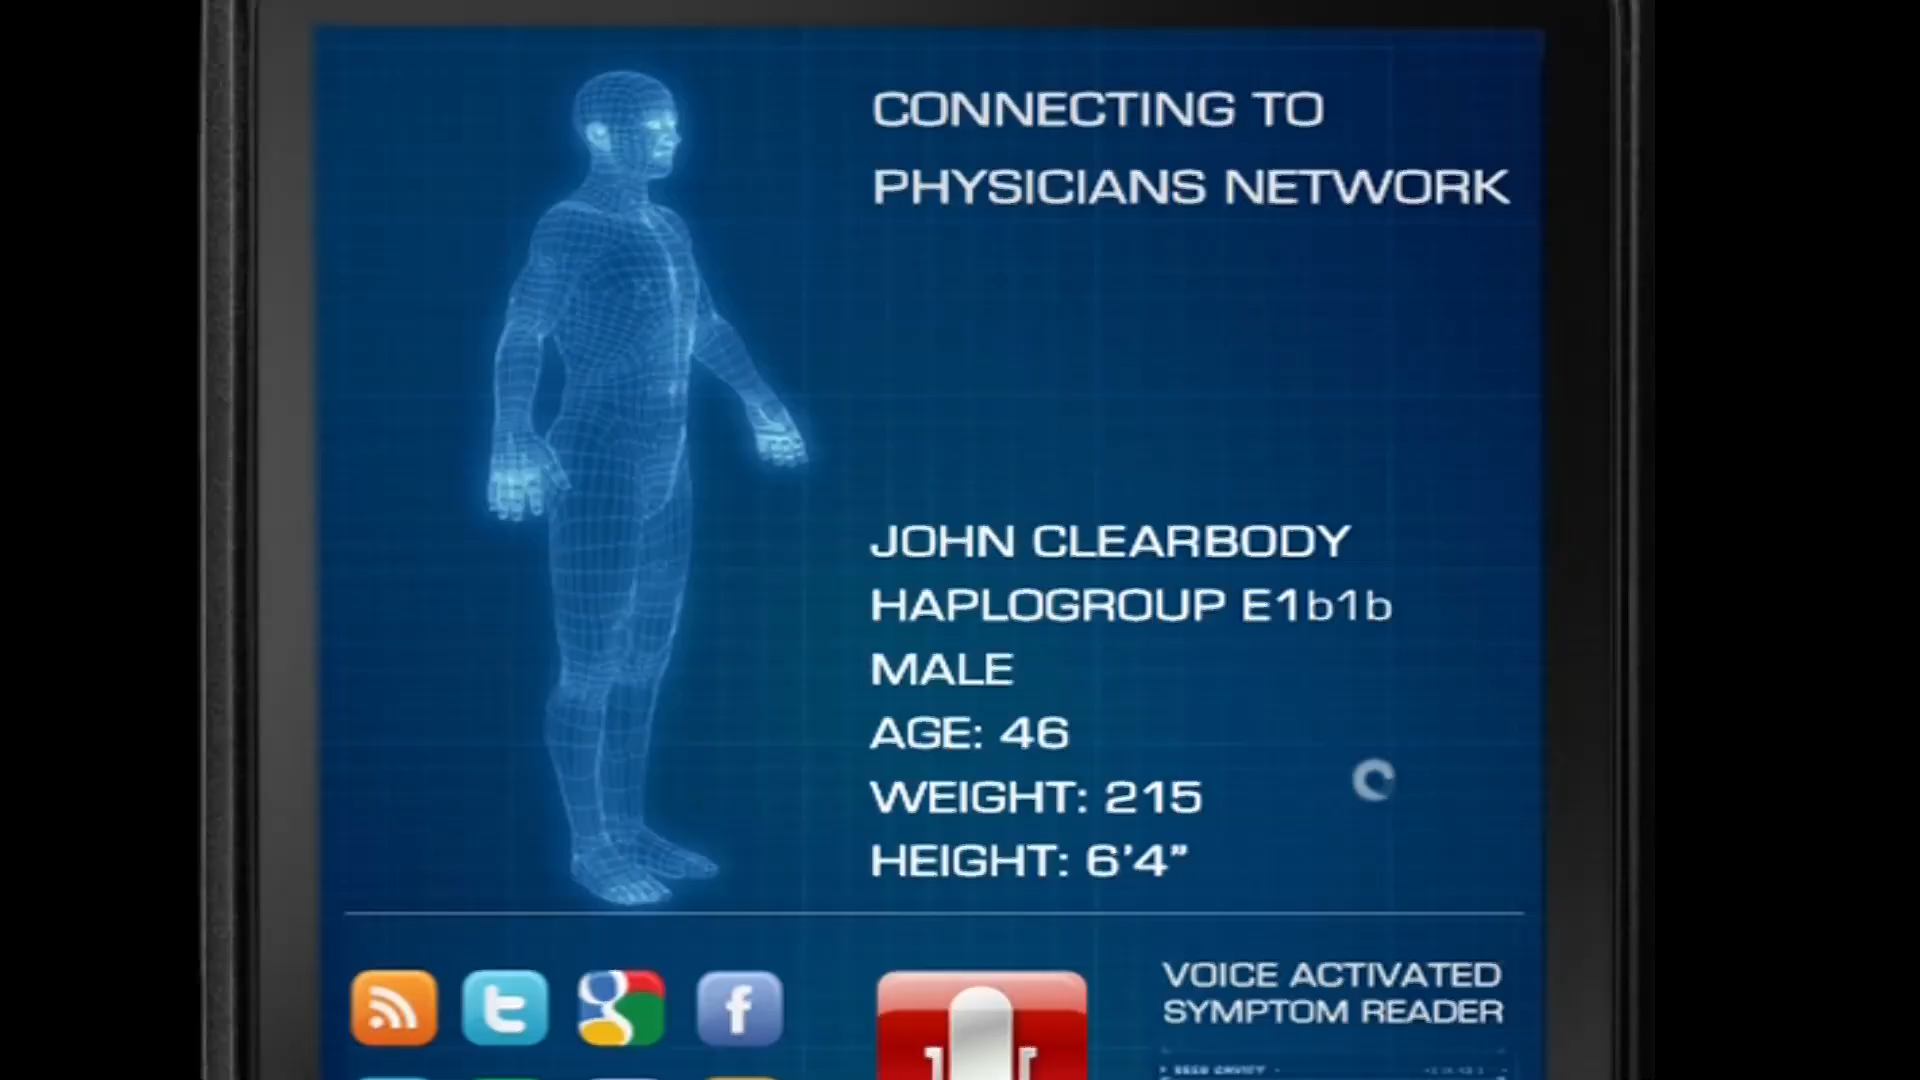 CONNECTING TO
PHYSICIANS NETWORK
JOHN CLEARBODY
HAPLOGROUP E1b1b
MALE
AGE: 46
WEIGHT: 215
HEIGHT: 6'4”
VOICE ACTIVATED
SYMPTOM READER